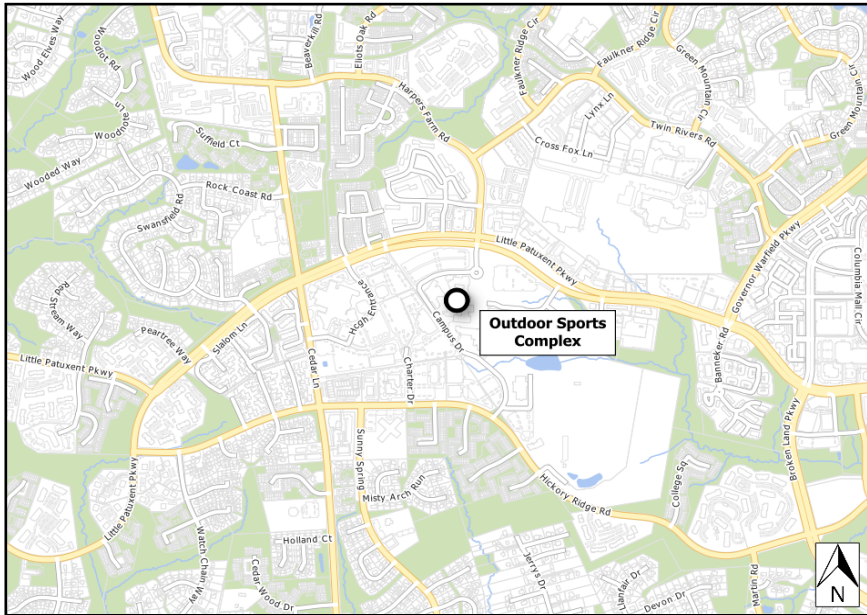 Wood Elves Way
Woodlot Rd
Beaverkill Rd
Eliots Oak Rd
Faulkner Ridge Cir
Faulkner Ridge Cir
Green Mountain Cir
Green Mountain Cir
Harpers Farm Rd
Lynx Ln
Twin Rivers Rd
Cross Fox Ln
Woodnote
Ln
Suffield Ct
Wooded Way
Rock Coast Rd
Swansfield Rd
Little Patuxent Pkwy
Governor Warfield Pkwy
Columbia Mall Cir
Red Stream Way
Hcgh Entrance
Outdoor Sports
Complex
Campus Dr
Peartree Way
Slalom Ln
Cedar Ln
Charter Dr
Banneker Rd
Little Patuxent Pkwy
Broken Land Pkwy
Sunny Spring
Little Patuxent Pkwy
Misty Arch Run
Hickory Ridge Rd
College Sq
Watch Chain Way
Holland Ct
Cedar Wood Dr
Jerrys Dr
Llanfair Dr
Devon Dr
Martin Rd
N